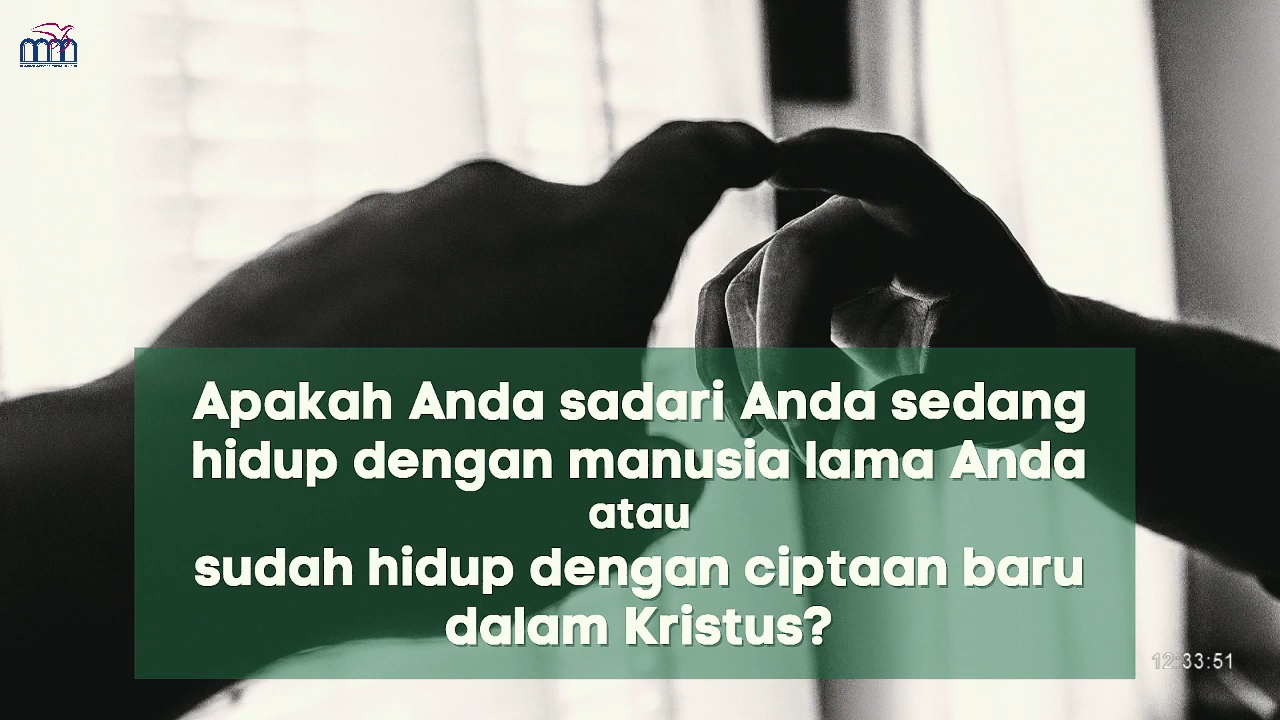 mm
Apakah Anda sadari Anda sedang
hidup dengan manusia lama Anda
atau
sudah hidup dengan ciptaan baru
dalam Kristus?
12:33:51